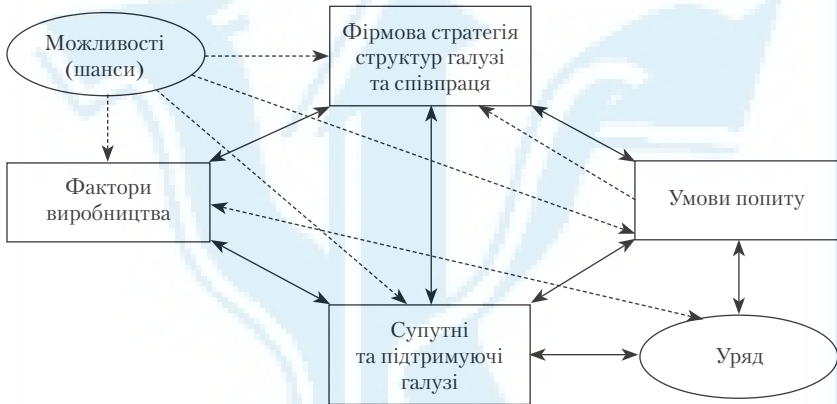 Можливості
(шанси)
Фірмова стратегія
структур галузі
та співпраця
Фактори
виробництва
Умови попиту
Супутні
та підтримуючі
галузі
Уряд